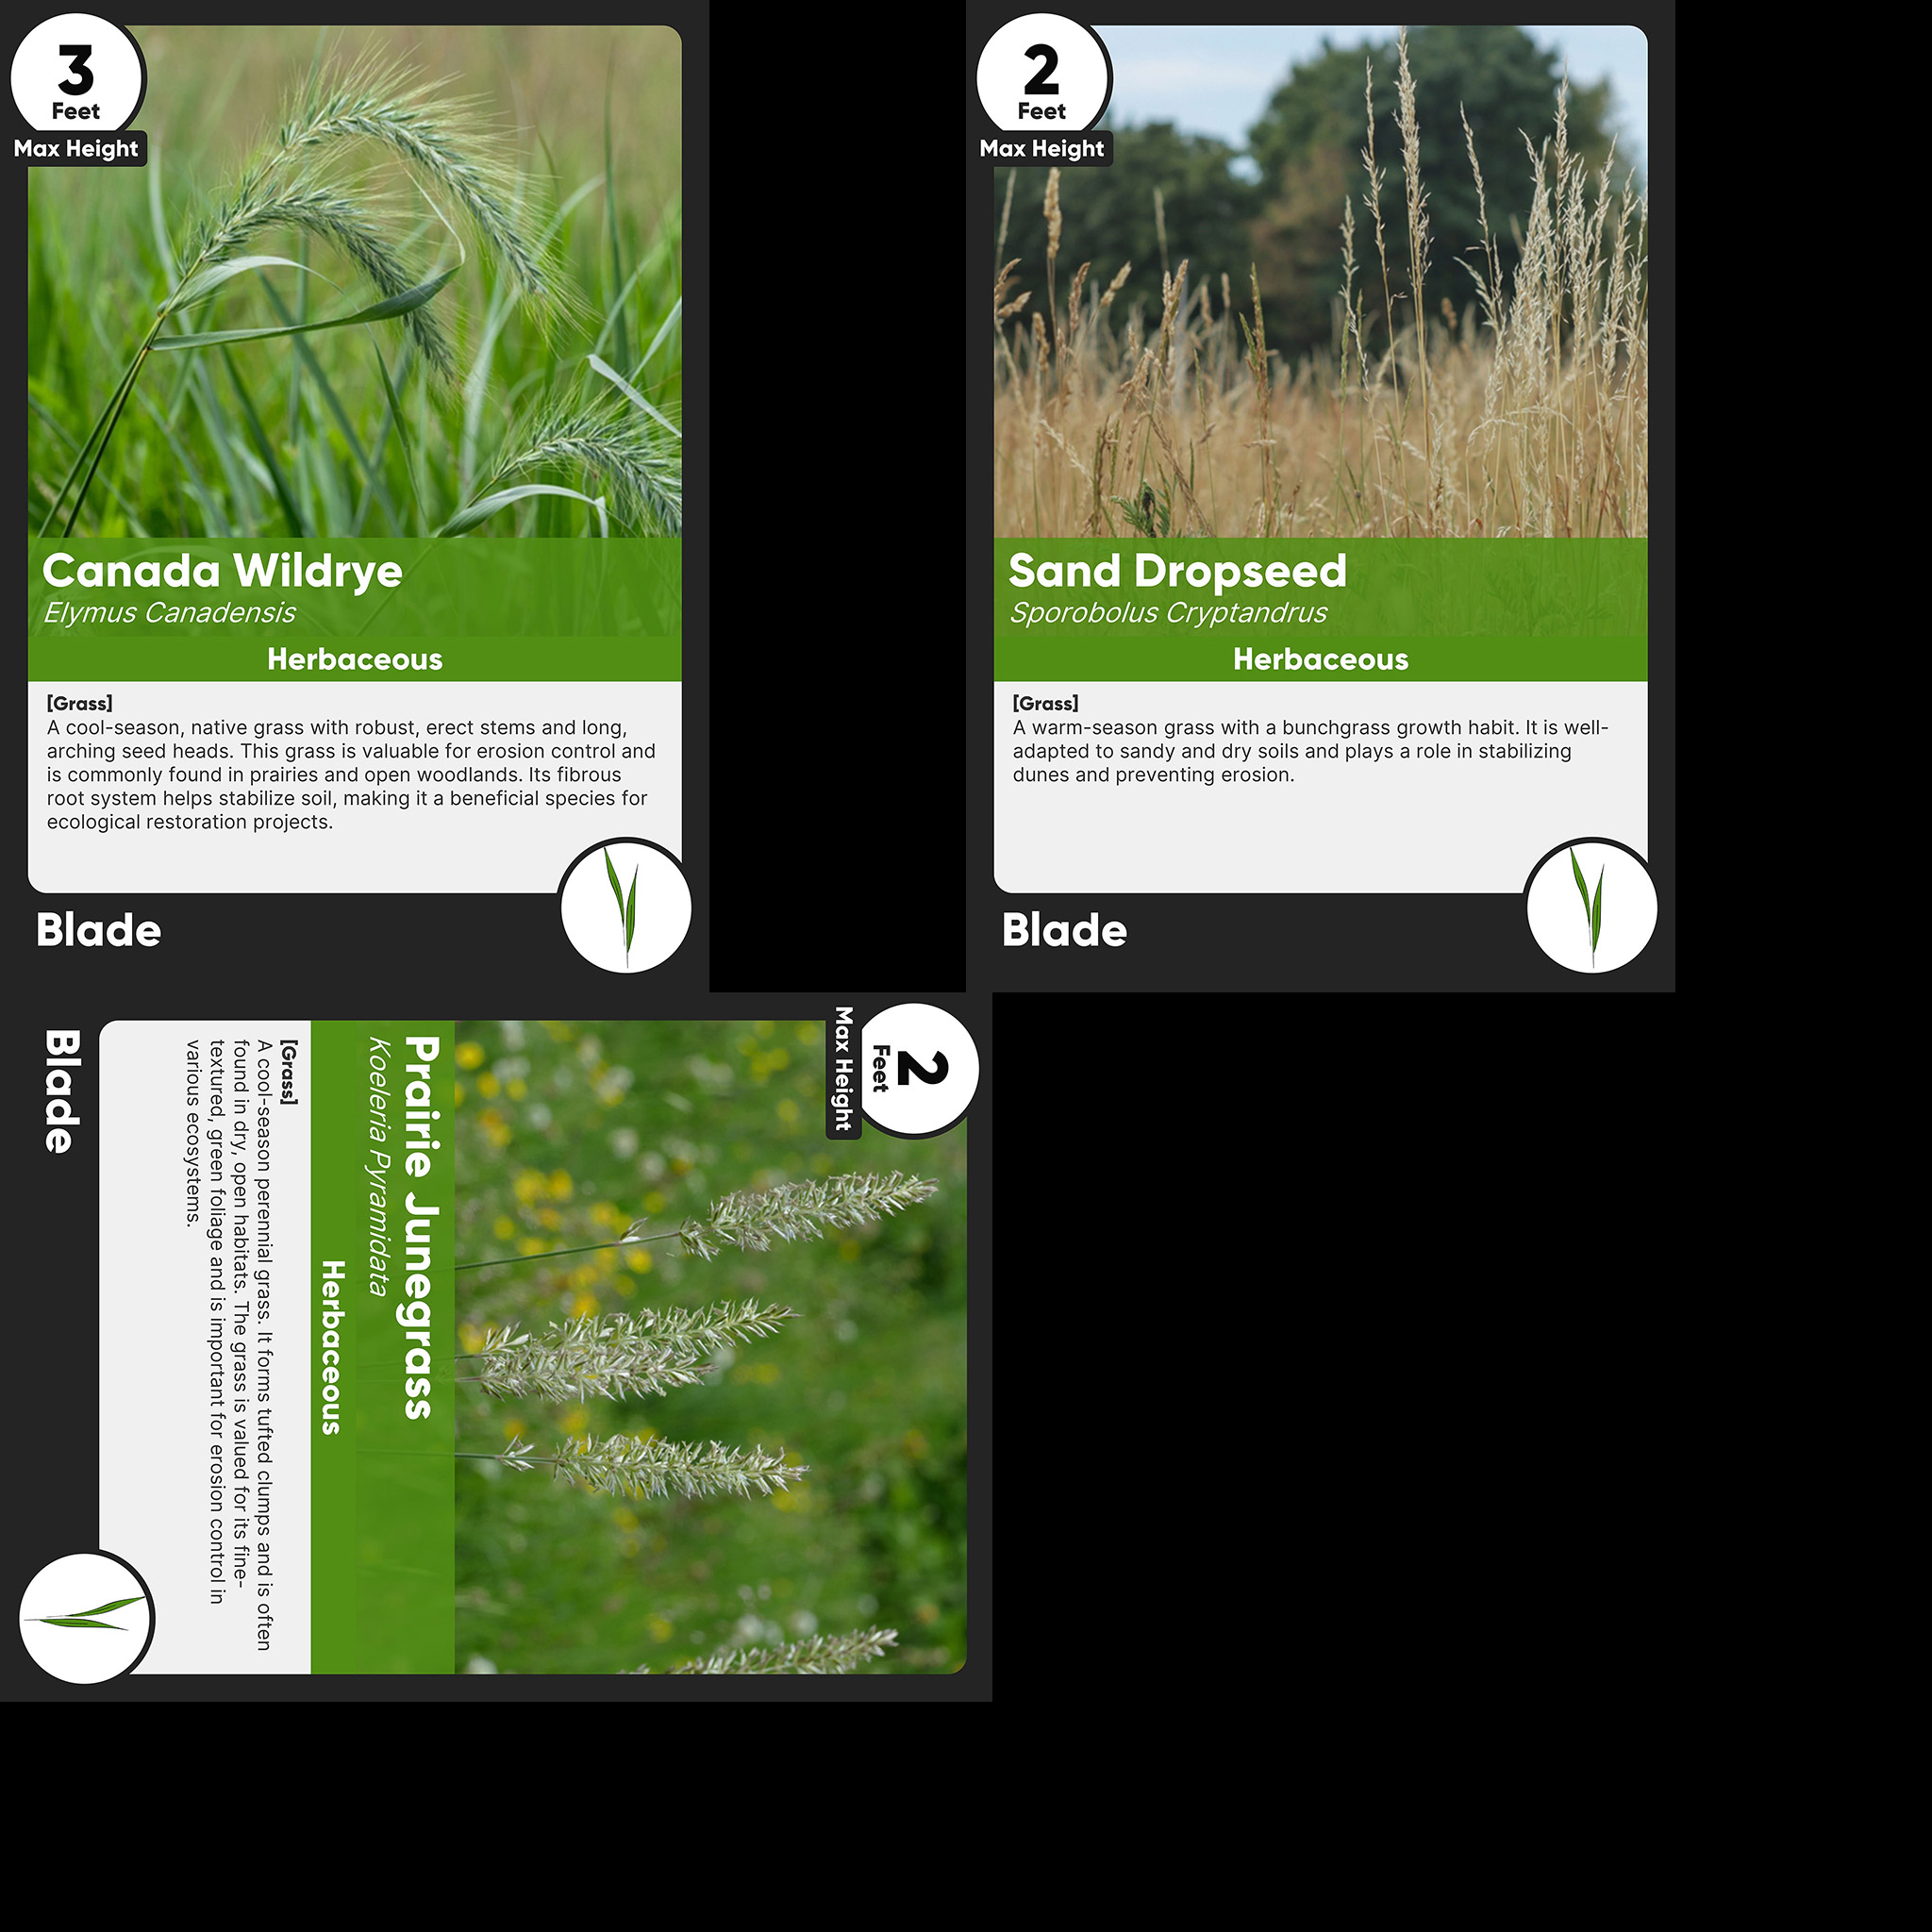 3
Feet
Max Height
Canada Wildrye
Elymus Canadensis
Herbaceous
[Grass]
A cool-season, native grass with robust, erect stems and long,
arching seed heads. This grass is valuable for erosion control and
is commonly found in prairies and open woodlands. Its fibrous
root system helps stabilize soil, making it a beneficial species for
ecological restoration projects.
Blade
2
Feet
Max Height
Sand Dropseed
Sporobolus Cryptandrus
Herbaceous
[Grass]
A warm-season grass with a bunchgrass growth habit. It is well-
adapted to sandy and dry soils and plays a role in stabilizing
dunes and preventing erosion.
Blade
2
Feet
Max Height
Prairie Junegrass
Koeleria Pyramidata
Herbaceous
[Grass]
A cool-season perennial grass. It forms tufted clumps and is often
found in dry, open habitats. The grass is valued for its fine-
textured, green foliage and is important for erosion control in
various ecosystems.
Blade